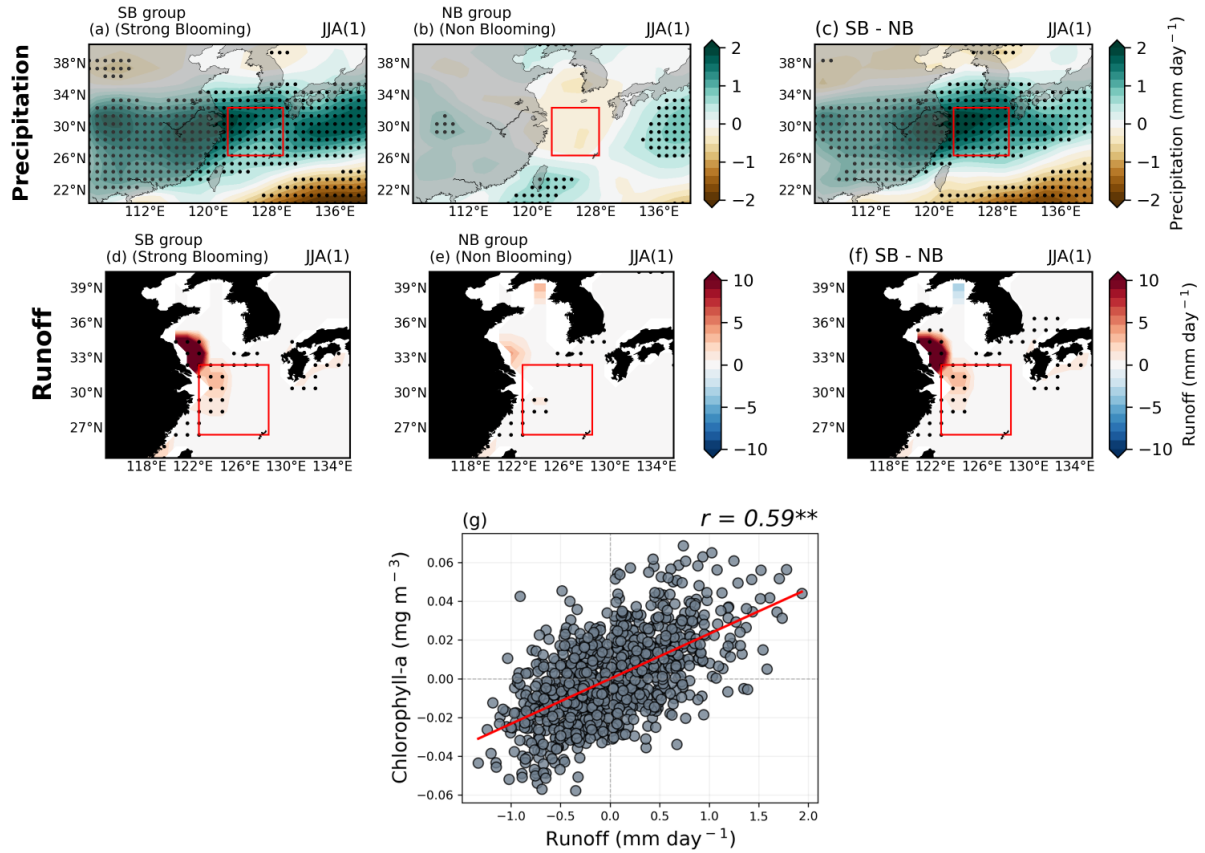 SB group
(a) (Strong Blooming) JJA(1)
NB group
(b) (Non Blooming) JJA(1)
(c) SB - NB JJA(1)
Precipitation
38°N
34°N
30°N
26°N
22°N
112°E 120°E 128°E 136°E
38°N
34°N
30°N
26°N
22°N
112°E 120°E 128°E 136°E
2
1
0
−1
−2
38°N
34°N
30°N
26°N
22°N
112°E 120°E 128°E 136°E
2
1
0
−1
−2
Precipitation (mm day⁻¹)
SB group
(d) (Strong Blooming) JJA(1)
NB group
(e) (Non Blooming) JJA(1)
(f) SB - NB JJA(1)
Runoff
39°N
36°N
33°N
30°N
27°N
118°E 122°E 126°E 130°E 134°E
39°N
36°N
33°N
30°N
27°N
118°E 122°E 126°E 130°E 134°E
10
5
0
−5
−10
39°N
36°N
33°N
30°N
27°N
118°E 122°E 126°E 130°E 134°E
10
5
0
−5
−10
Runoff (mm day⁻¹)
(g) r = 0.59**
Chlorophyll-a (mg m⁻³)
0.06
0.04
0.02
0.00
−0.02
−0.04
−0.06
−1.0 −0.5 0.0 0.5 1.0 1.5 2.0
Runoff (mm day⁻¹)